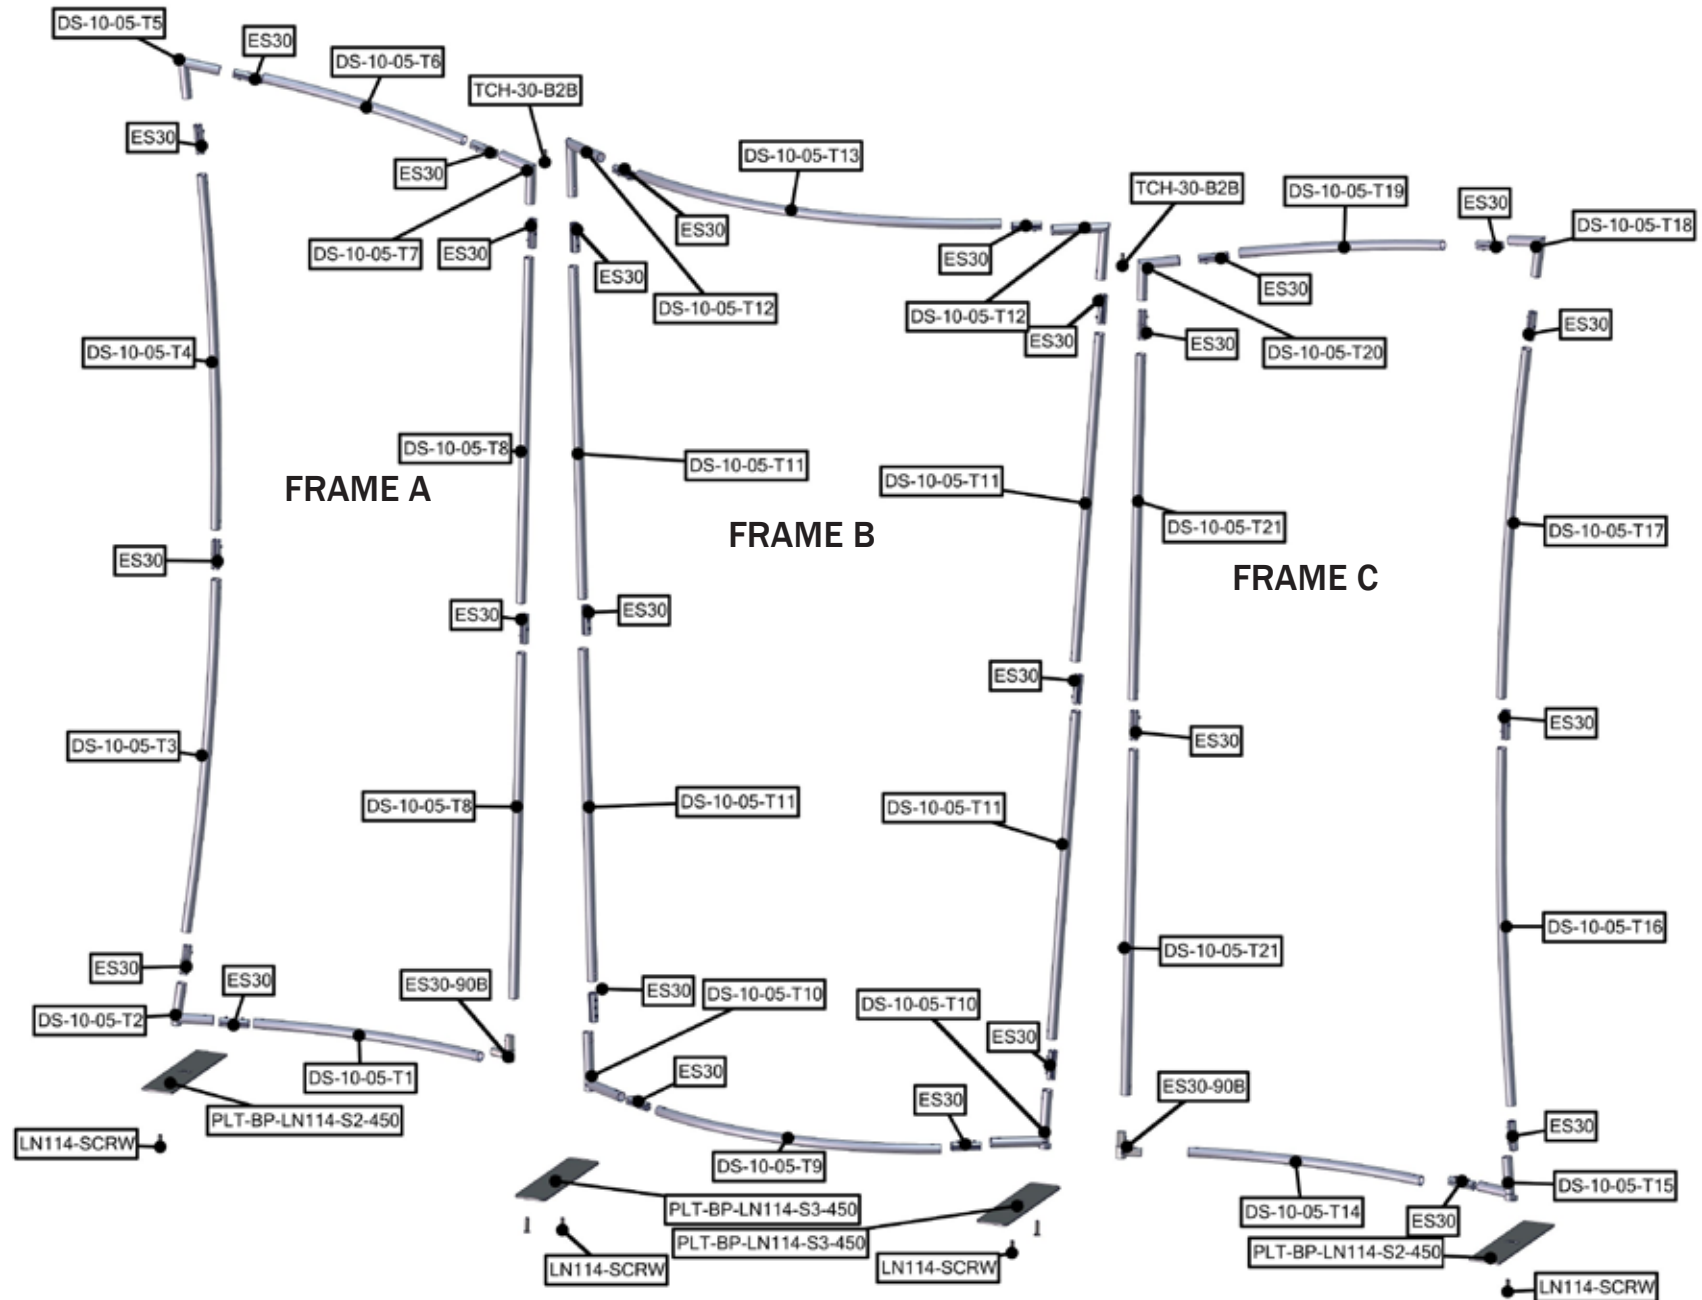 DS-10-05-T5
ES30
DS-10-05-T6
TCH-30-B2B
ES30
ES30
DS-10-05-T7
ES30
DS-10-05-T13
ES30
ES30
DS-10-05-T12
TCH-30-B2B
DS-10-05-T19
ES30
DS-10-05-T18
ES30
ES30
DS-10-05-T12
ES30
ES30
DS-10-05-T20
ES30
DS-10-05-T4
DS-10-05-T8
FRAME A
DS-10-05-T11
DS-10-05-T11
FRAME B
DS-10-05-T21
DS-10-05-T17
FRAME C
ES30
ES30
ES30
ES30
ES30
ES30
DS-10-05-T3
DS-10-05-T8
DS-10-05-T11
DS-10-05-T11
DS-10-05-T16
DS-10-05-T21
ES30
ES30
ES30-90B
ES30
DS-10-05-T10
DS-10-05-T10
DS-10-05-T2
ES30
DS-10-05-T1
ES30
ES30
ES30-90B
PLT-BP-LN114-S2-450
LN114-SCRW
ES30
DS-10-05-T9
DS-10-05-T15
PLT-BP-LN114-S3-450
DS-10-05-T14
ES30
PLT-BP-LN114-S3-450
PLT-BP-LN114-S2-450
LN114-SCRW
LN114-SCRW
LN114-SCRW